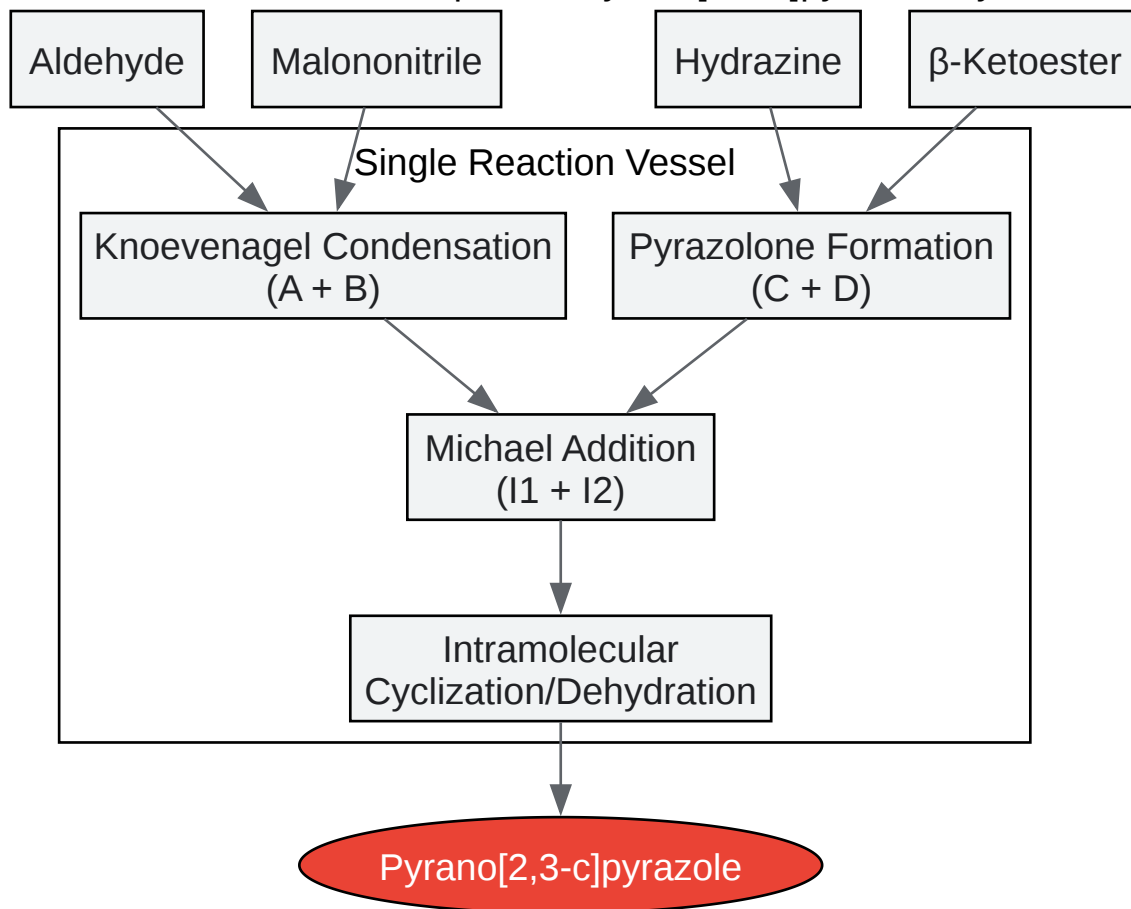 Aldehyde
Malononitrile
Hydrazine
β-Ketoester
Single Reaction Vessel
Knoevenagel Condensation
(A + B)
Pyrazolone Formation
(C + D)
Michael Addition
(I1 + I2)
Intramolecular
Cyclization/Dehydration
Pyrano[2,3-c]pyrazole